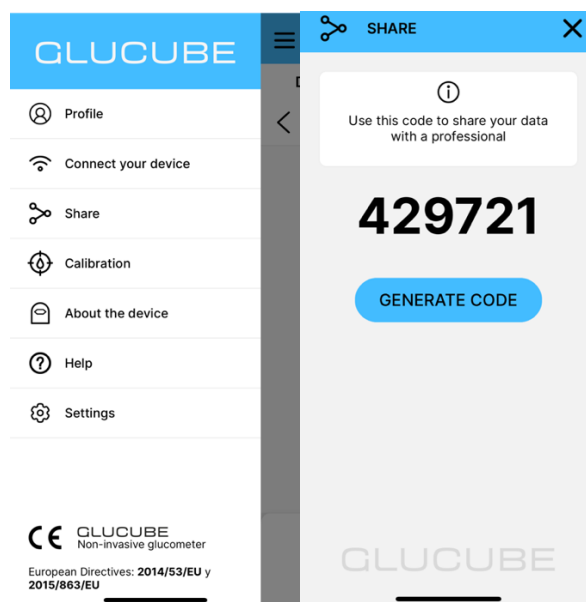 GLUCUBE
Profile
Connect your device
Share
Calibration
About the device
Help
Settings
CE GLUCUBE
Non-invasive glucometer
European Directives: 2014/53/EU y
2015/863/EU
SHARE
Use this code to share your data
with a professional
429721
GENERATE CODE
GLUCUBE